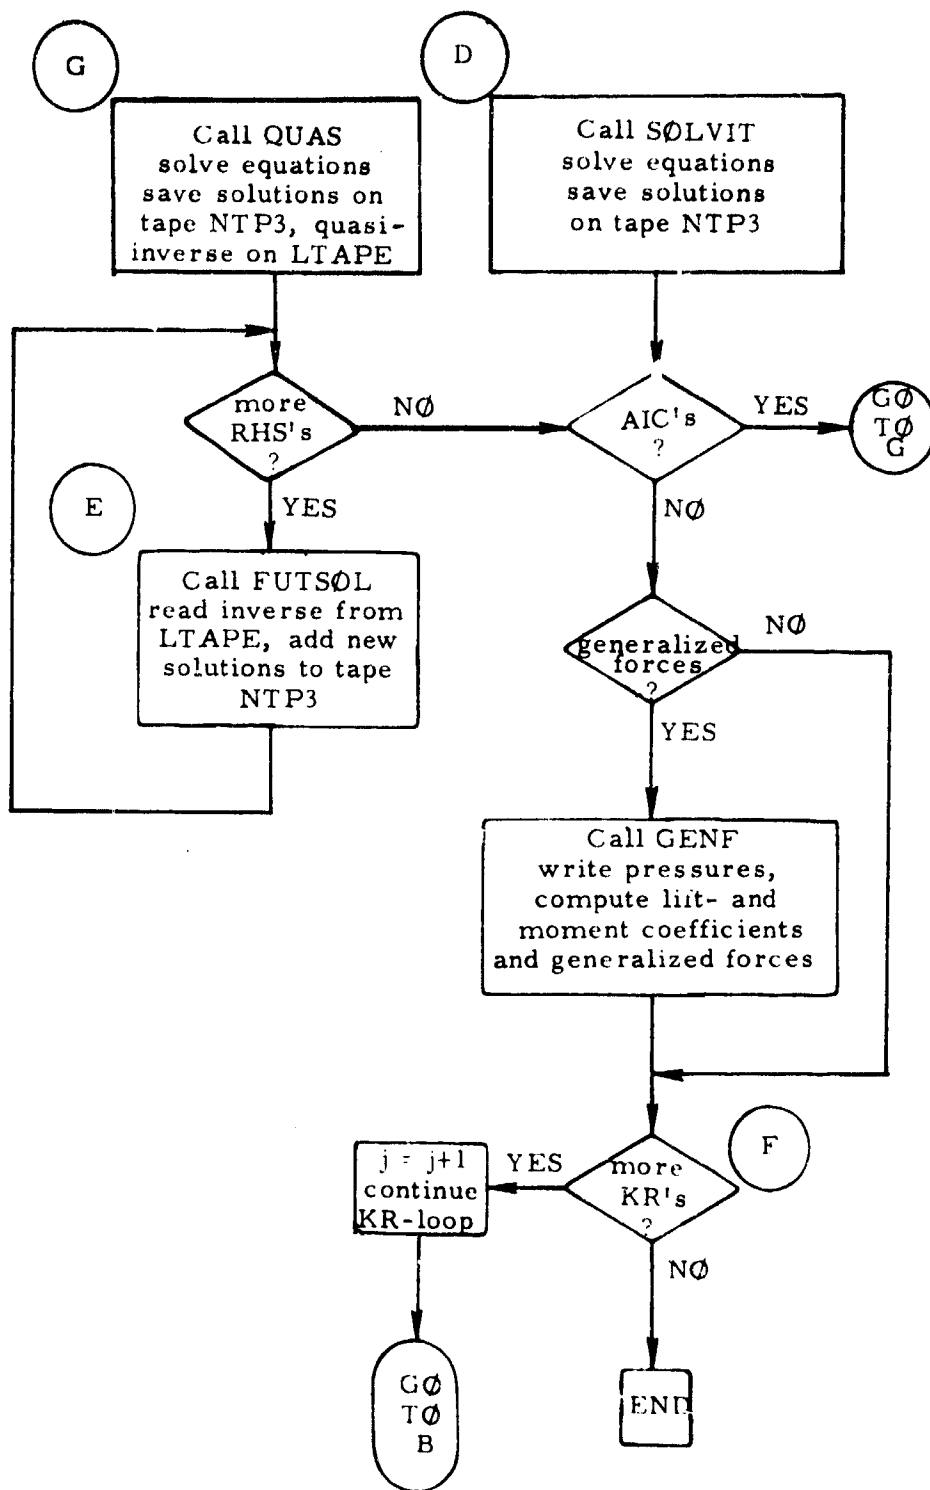 G
Call QUAS
solve equations
save solutions on
tape NTP3, quasi-
inverse on LTAPE
D
Call SØLVIT
solve equations
save solutions
on tape NTP3
more
RHS's
?
NØ
YES
AIC's
?
YES
NØ
GØ
TØ
G
E
Call FUTSØL
read inverse from
LTAPE, add new
solutions to tape
NTP3
generalized
forces
?
NØ
YES
Call GENF
write pressures,
compute lift- and
moment coefficients
and generalized forces
F
more
KR's
?
YES
NØ
j = j+1
continue
KR-loop
GØ
TØ
B
END